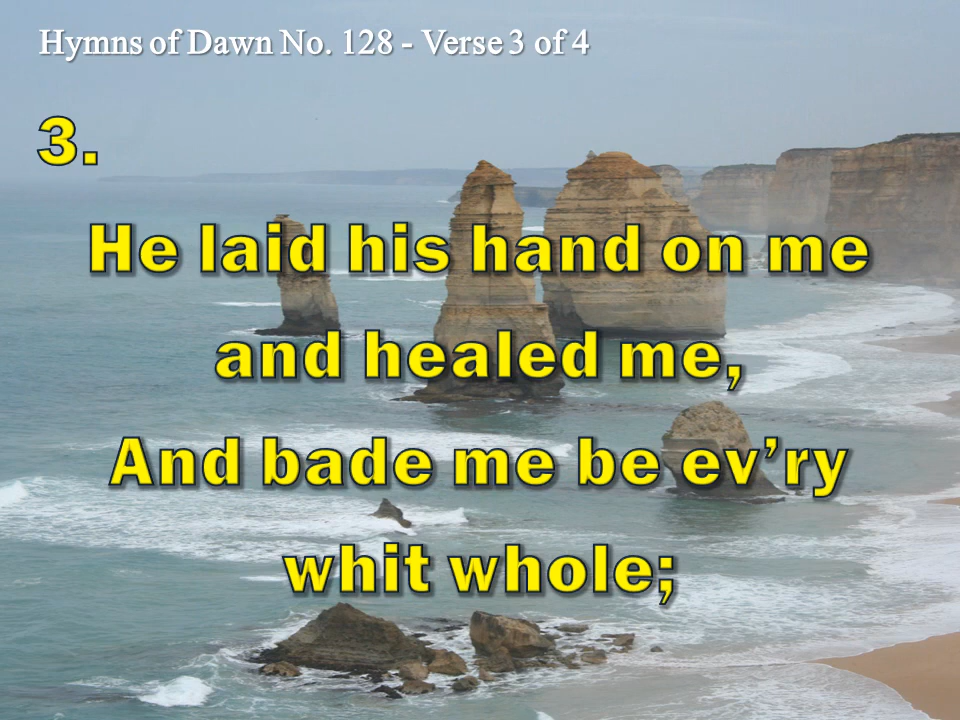 Hymns of Dawn No. 128 - Verse 3 of 4
3.
He laid his hand on me
and healed me,
And bade me be ev’ry
whit whole;